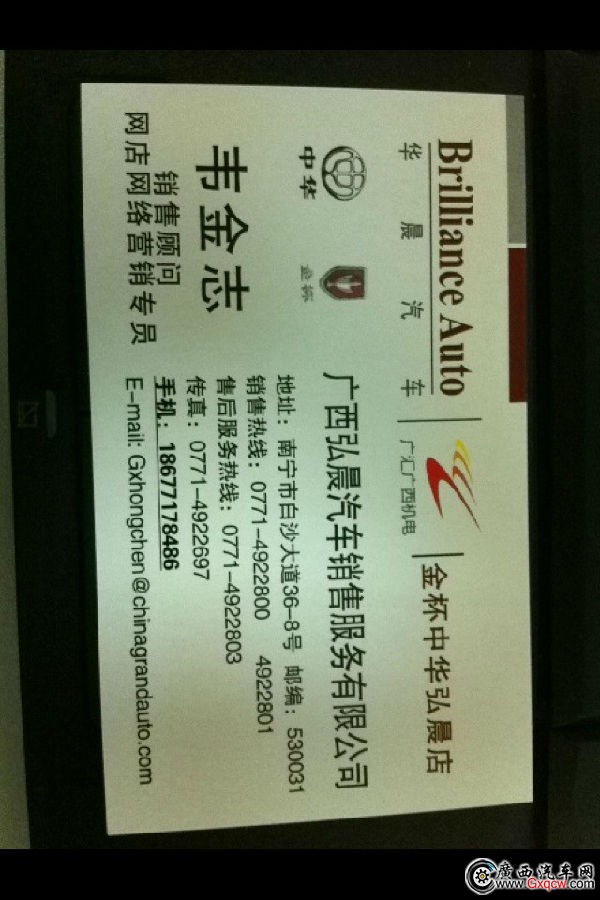 Brilliance Auto
华晨汽车
广汇广西机电
金杯中华弘晨店
中华
金杯
韦金志
销售顾问
网店网络营销专员
广西弘晨汽车销售服务有限公司
地址：南宁市白沙大道36-8号 邮编：530031
销售热线：0771-4922800 4922801
售后服务热线：0771-4922803
传真：0771-4922697
手机：18677178486
E-mail: Gxhongchen@chinagrandauto.com
廣西汽车网
www.Gxqcw.com